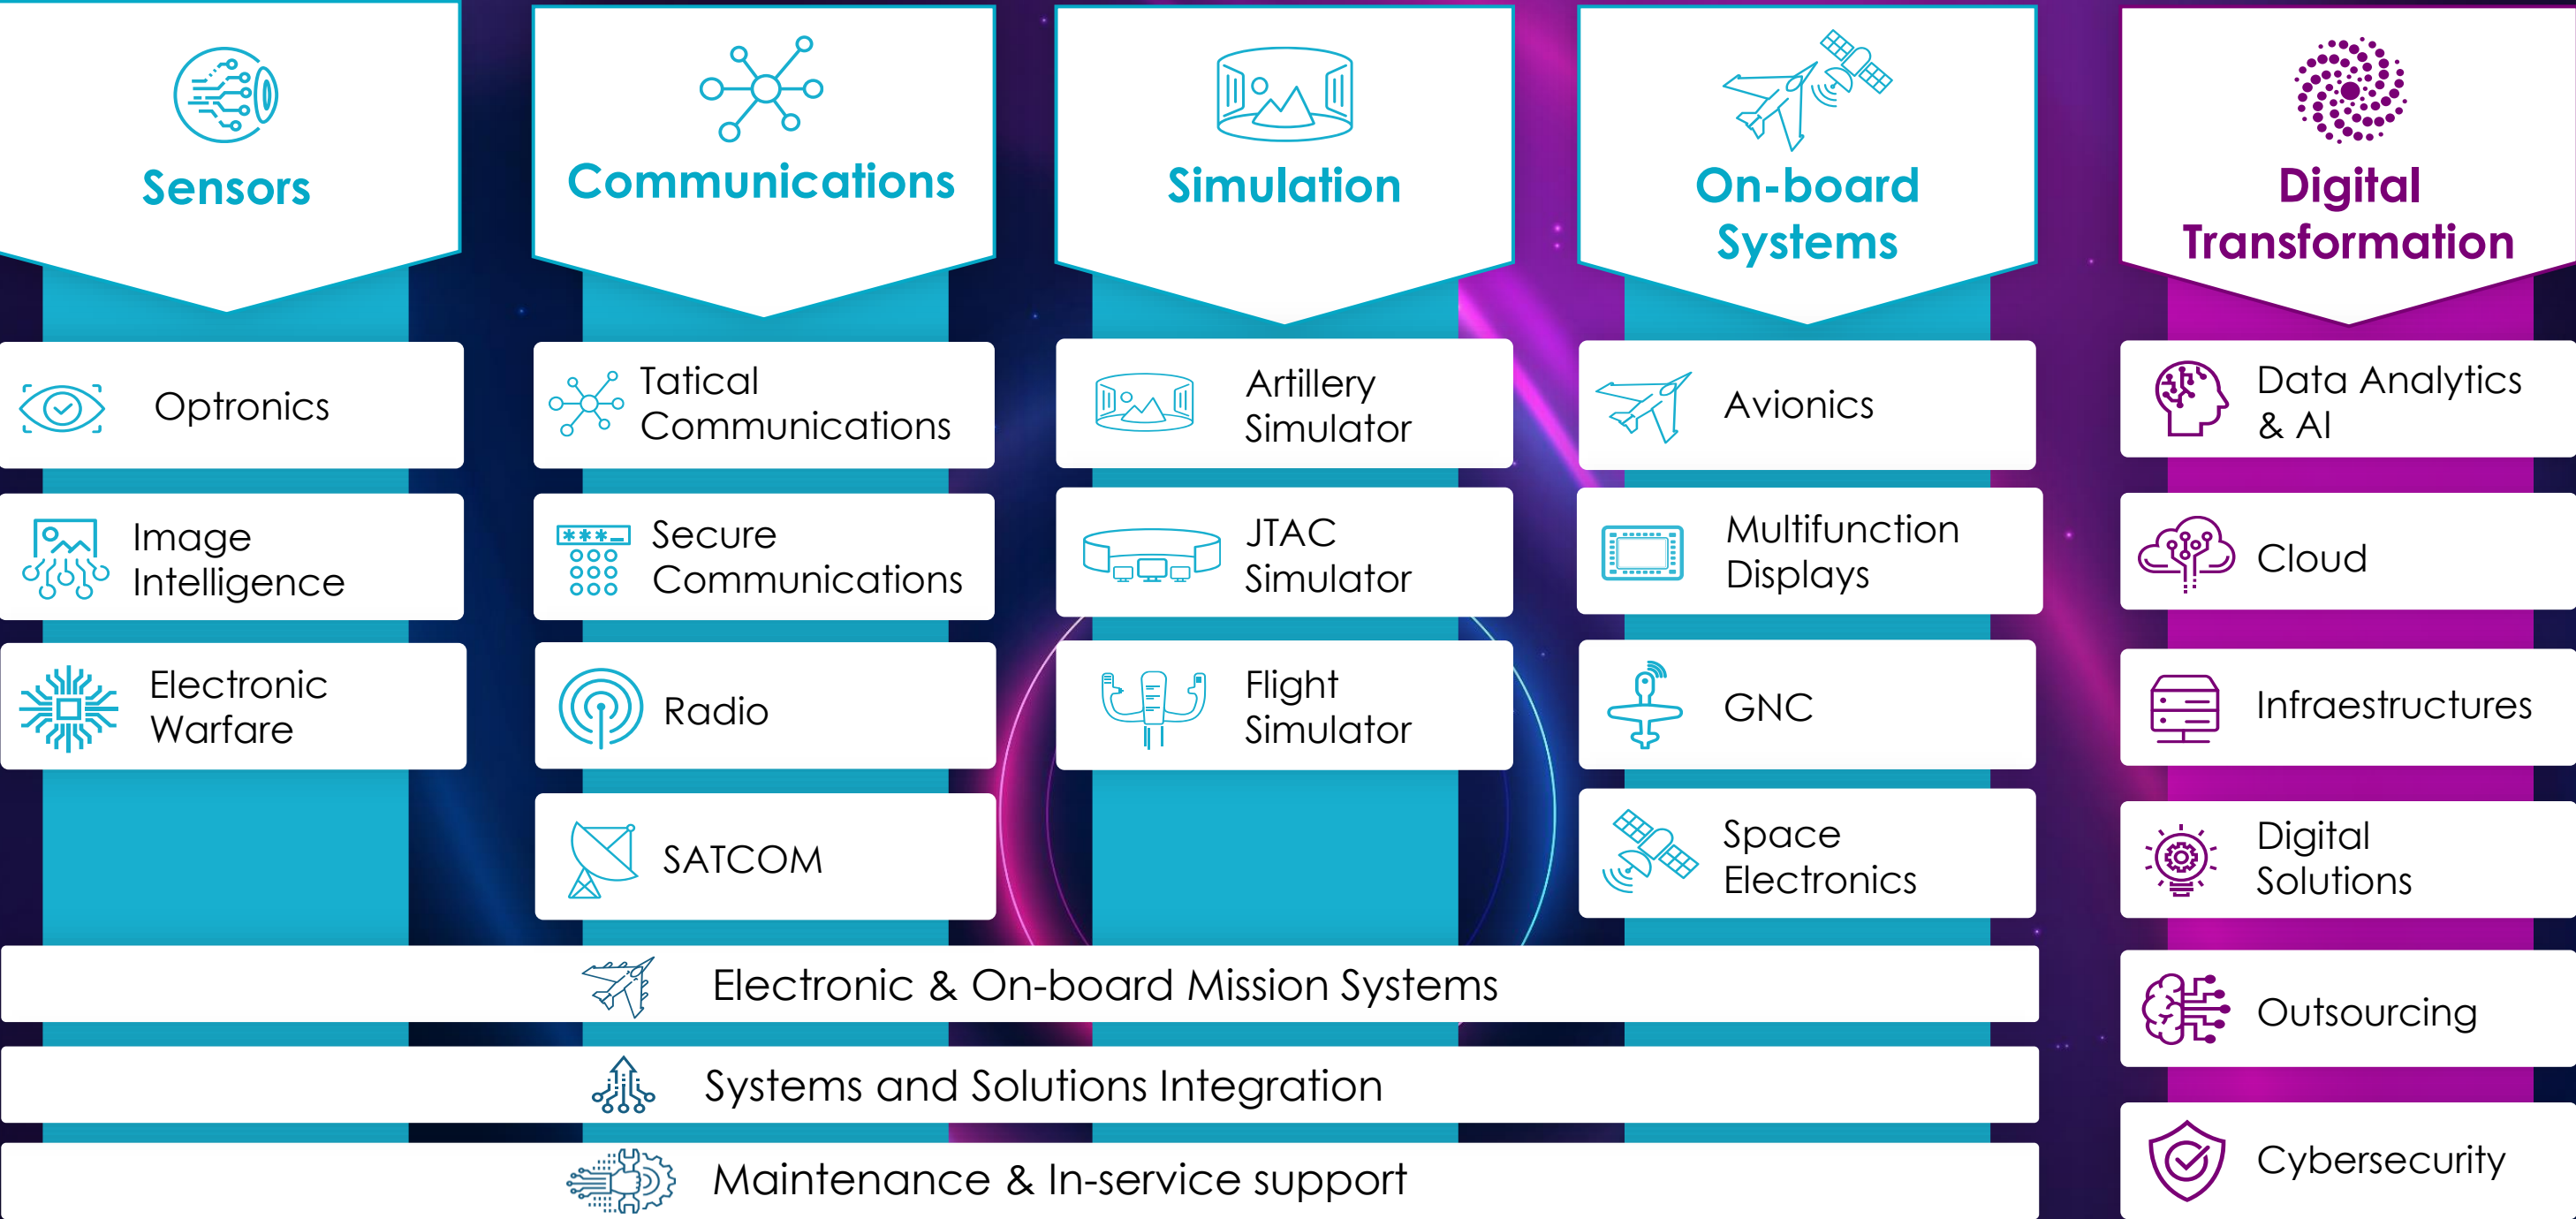 Sensors
Optronics
Image
Intelligence
Electronic
Warfare
Communications
Tatical
Communications
***_
Secure
Communications
Radio
SATCOM
Simulation
Artillery
Simulator
JTAC
Simulator
Flight
Simulator
On-board
Systems
Avionics
Multifunction
Displays
GNC
Space
Electronics
Electronic & On-board Mission Systems
Systems and Solutions Integration
Maintenance & In-service support
Digital
Transformation
Data Analytics
& AI
Cloud
Infraestructures
Digital
Solutions
Outsourcing
Cybersecurity